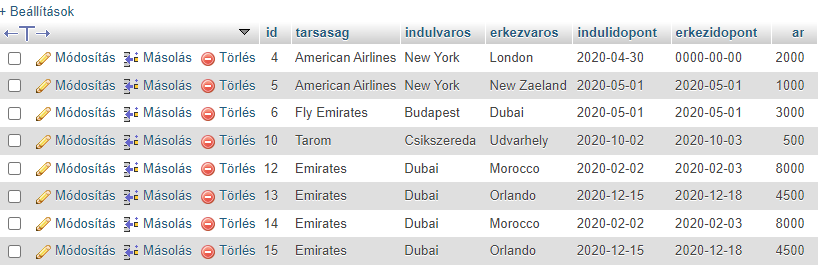 + Beállítások
←T→ id tarsasag indulvaros erkezvaros indulidopont erkezidopont ar
Módosítás Másolás Törlés 4 American Airlines New York London 2020-04-30 0000-00-00 2000
Módosítás Másolás Törlés 5 American Airlines New York New Zaeland 2020-05-01 2020-05-01 1000
Módosítás Másolás Törlés 6 Fly Emirates Budapest Dubai 2020-05-01 2020-05-01 3000
Módosítás Másolás Törlés 10 Tarom Csikszereda Udvarhely 2020-10-02 2020-10-03 500
Módosítás Másolás Törlés 12 Emirates Dubai Morocco 2020-02-02 2020-02-03 8000
Módosítás Másolás Törlés 13 Emirates Dubai Orlando 2020-12-15 2020-12-18 4500
Módosítás Másolás Törlés 14 Emirates Dubai Morocco 2020-02-02 2020-02-03 8000
Módosítás Másolás Törlés 15 Emirates Dubai Orlando 2020-12-15 2020-12-18 4500